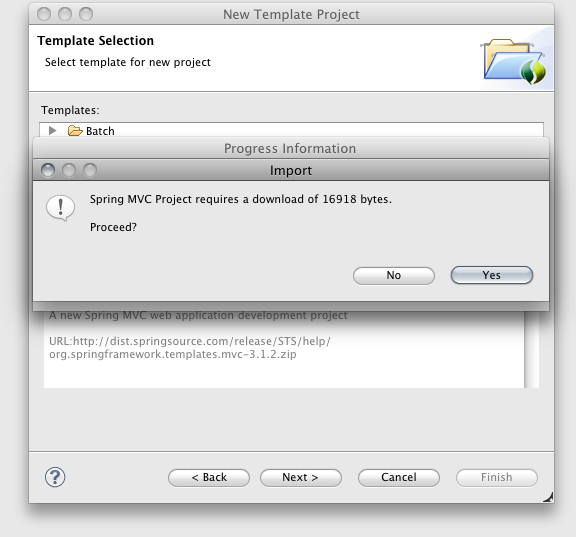 New Template Project
Template Selection
Select template for new project
Templates:
Batch
Progress Information
Import
Spring MVC Project requires a download of 16918 bytes.
Proceed?
No
Yes
A new Spring MVC web application development project
URL:http://dist.springsource.com/release/STS/help/
org.springframework.templates.mvc-3.1.2.zip
?
< Back
Next >
Cancel
Finish